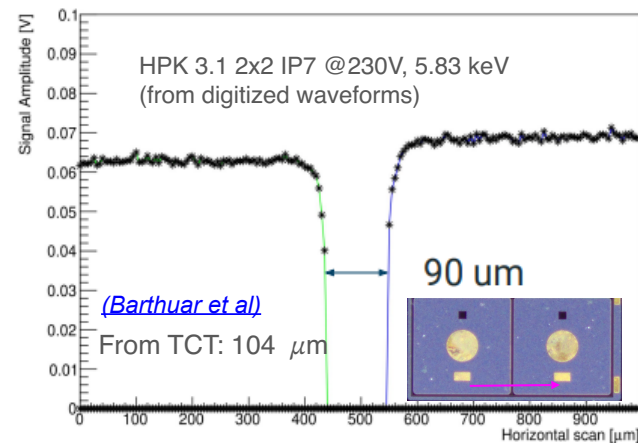 Signal Amplitude [V]
0.1
0.09
0.08
0.07
0.06
0.05
0.04
0.03
0.02
0.01
0
HPK 3.1 2x2 IP7 @230V, 5.83 keV
(from digitized waveforms)
90 um
(Barthuar et al)
From TCT: 104 μm
0 100 200 300 400 500 600 700 800 900
Horizontal scan [μm]